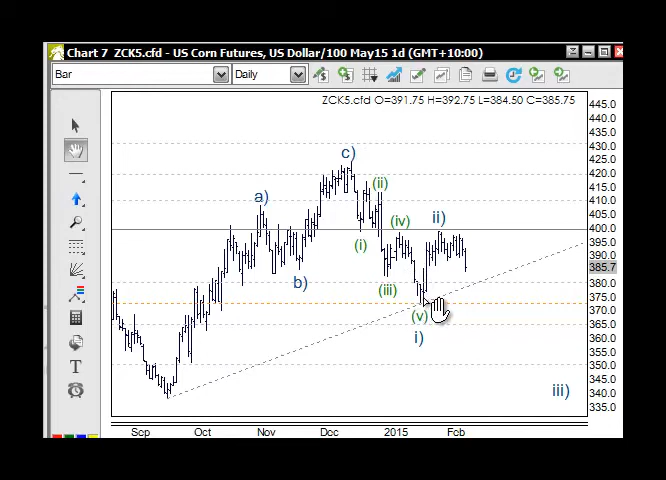 Chart 7 ZCK5.cfd - US Corn Futures, US Dollar/100 May15 1d (GMT+10:00)
Bar
Daily
ZCK5.cfd O=391.75 H=392.75 L=384.50 C=385.75
445.0
440.0
435.0
430.0
425.0
420.0
415.0
410.0
405.0
400.0
395.0
390.0
385.7
380.0
375.0
370.0
365.0
360.0
355.0
350.0
345.0
340.0
335.0
c)
(ii)
a)
(iv)
ii)
(i)
b)
(iii)
(v)
i)
iii)
T
Sep Oct Nov Dec 2015 Feb